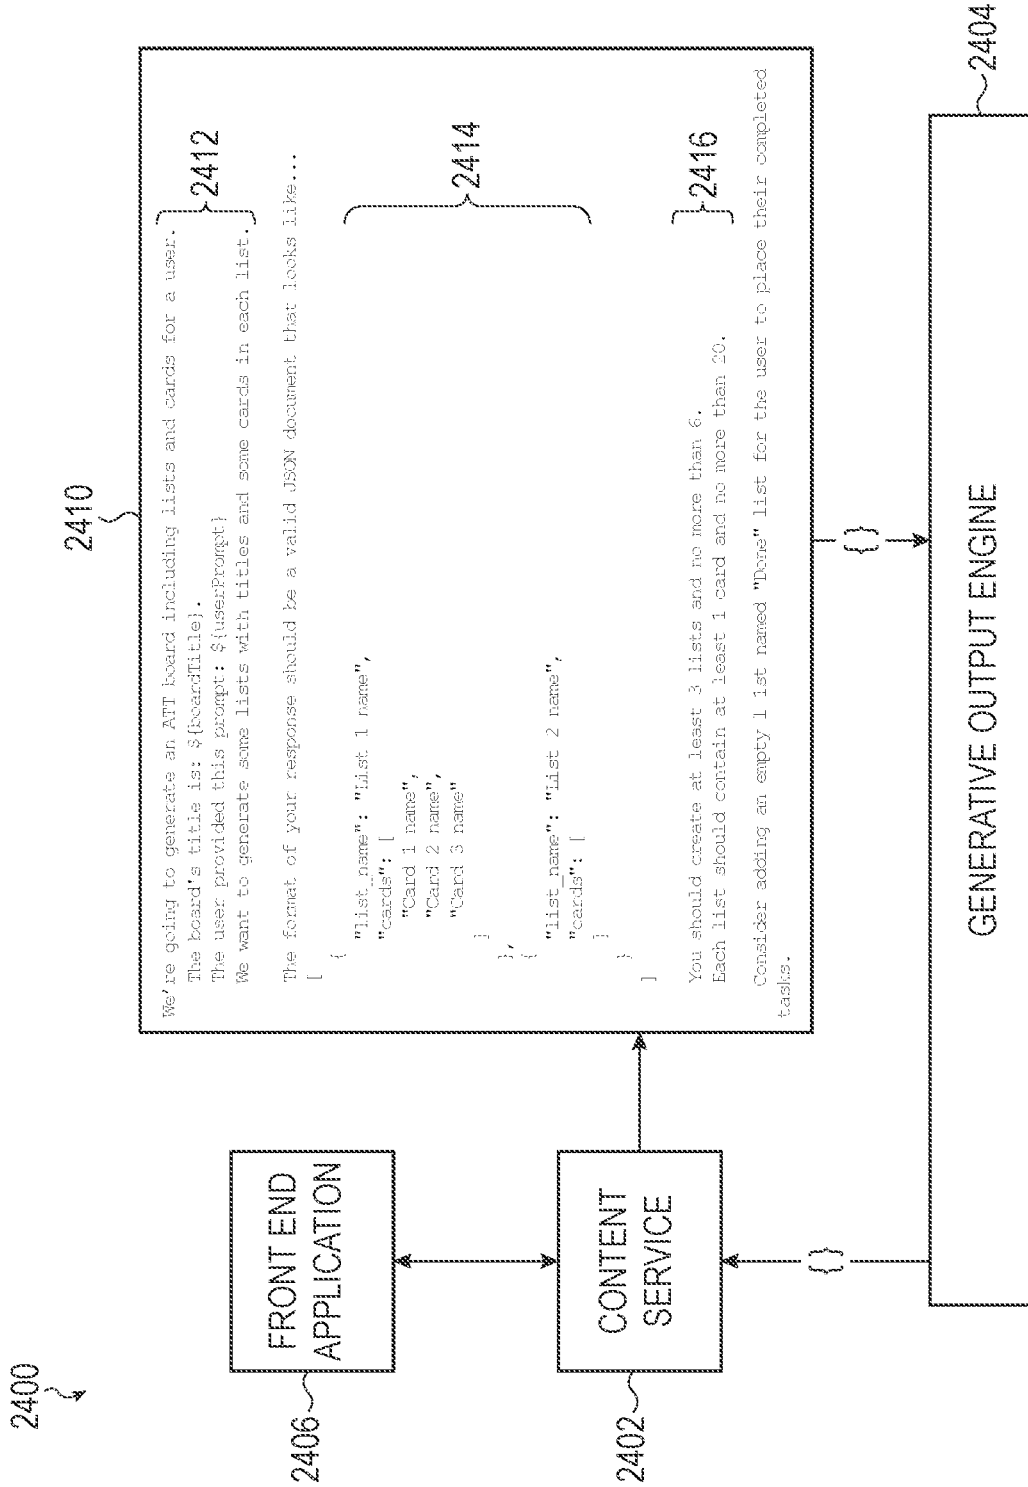 2400
2410
We're going to generate an ATT board including lists and cards for a user.
The board's title is: ${boardTitle}.
The user provided this prompt: ${userPrompt}
We want to generate some lists with titles and some cards in each list.
2412
The format of your response should be a valid JSON document that looks like...
[
{
"list_name": "List 1 name",
"cards": [
"Card 1 name",
"Card 2 name",
"Card 3 name"
]
},
{
"list_name": "List 2 name",
"cards": [
]
}
]
2414
You should create at least 3 lists and no more than 6.
Each list should contain at least 1 card and no more than 20.
2416
Consider adding an empty l 1st named "Done" list for the user to place their completed
tasks.
FRONT END
APPLICATION
2406
CONTENT
SERVICE
2402
{}
{}
GENERATIVE OUTPUT ENGINE
2404